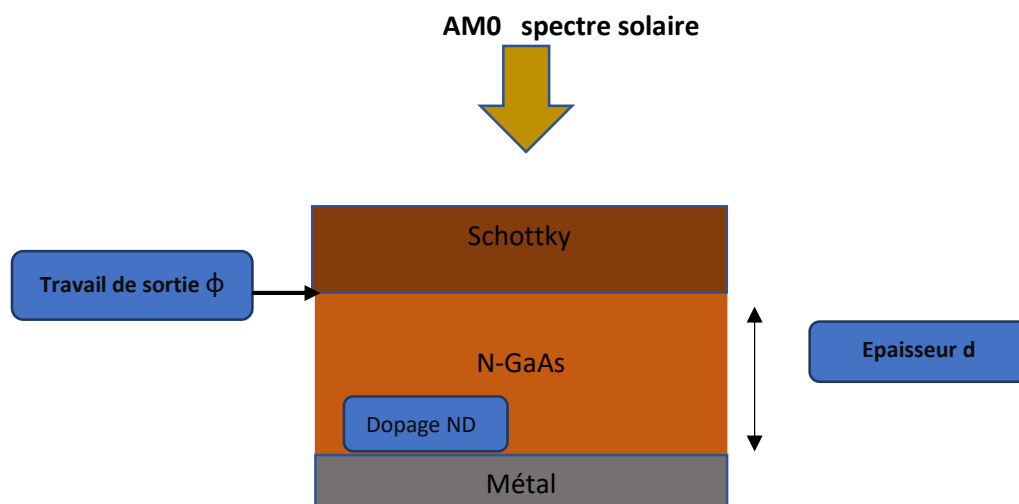 AM0 spectre solaire
Schottky
Travail de sortie ϕ
N-GaAs
Epaisseur d
Dopage ND
Métal